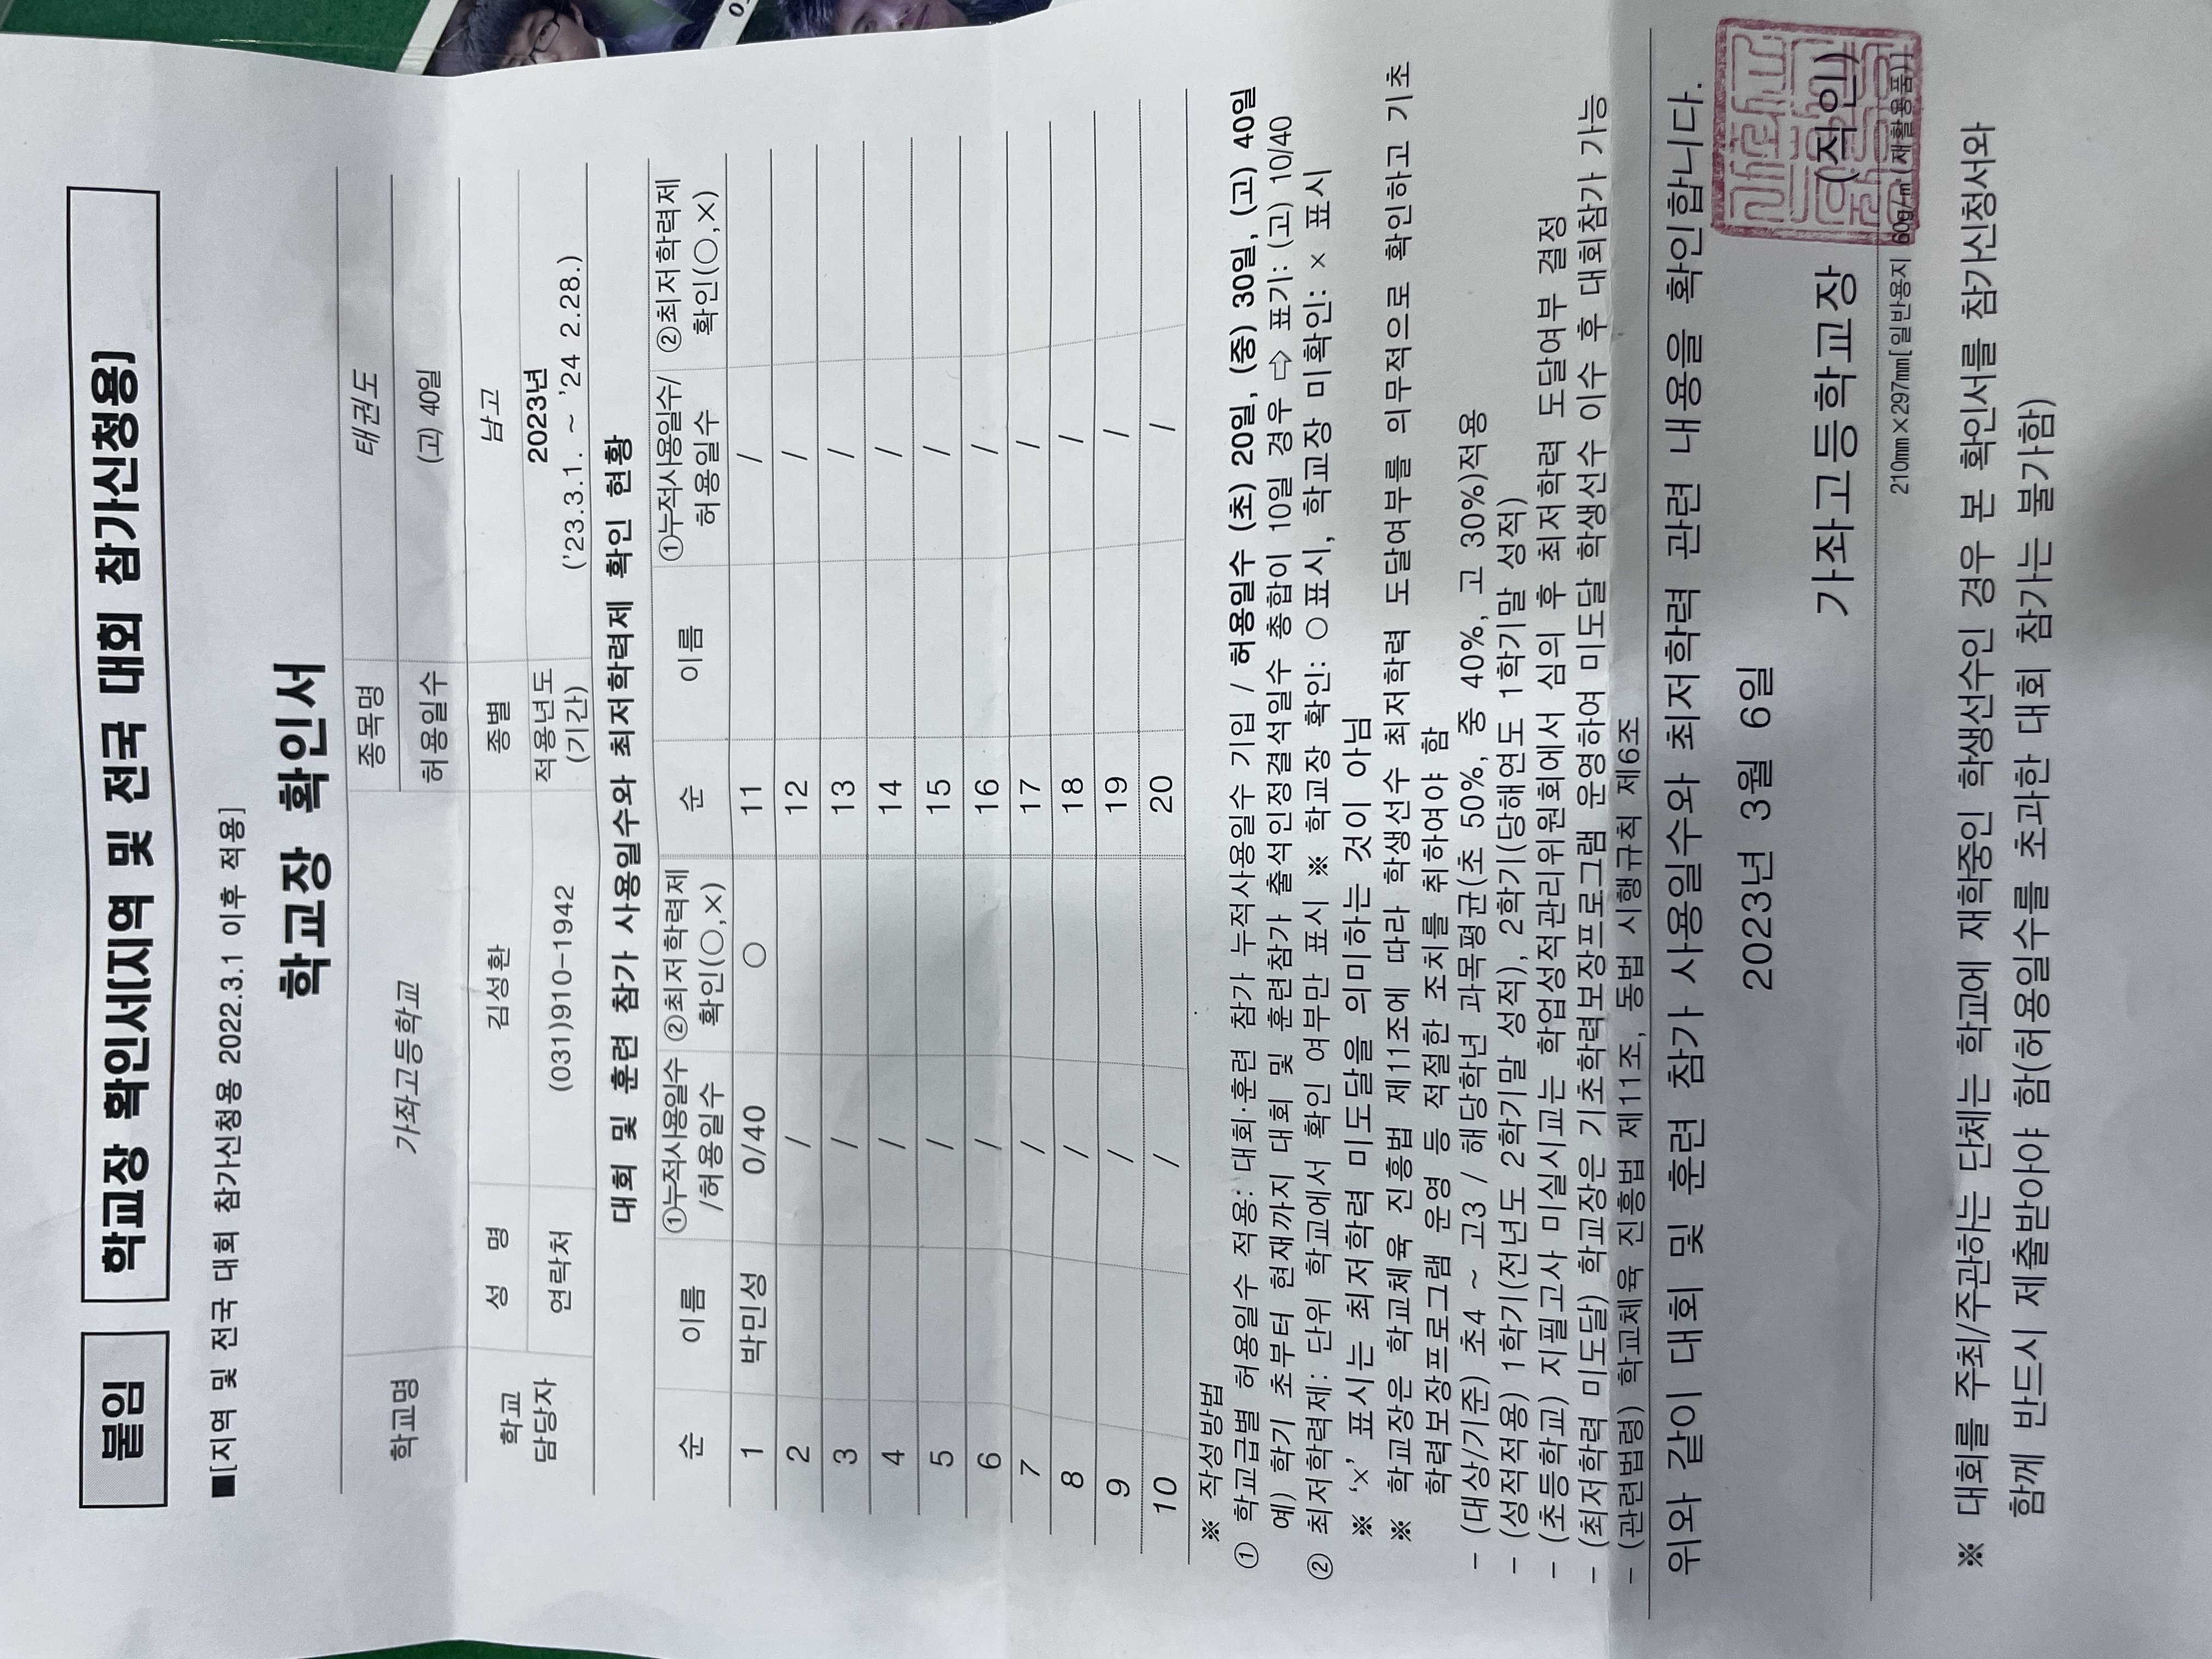 붙임
학교장 확인서(지역 및 전국 대회 참가신청용)
■[지역 및 전국 대회 참가신청용 2022.3.1 이후 적용]
학교장 확인서
학교명 가좌고등학교 종목명 태권도
허용일수 (고) 40일
학교 담당자 성 명 김성환 종별 남고
연락처 (031)910-1942 적용년도 (기간) 2023년 ('23.3.1. ~ '24 2.28.)
대회 및 훈련 참가 사용일수와 최저학력제 확인 현황
순 이름 ①누적사용일수 /허용일수 ②최저학력제 확인(○,×) 순 이름 ①누적사용일수/ 허용일수 ②최저학력제 확인(○,×)
1 박민성 0/40 ○ 11 /
2 / 12 /
3 / 13 /
4 / 14 /
5 / 15 /
6 / 16 /
7 / 17 /
8 / 18 /
9 / 19 /
10 / 20 /
※ 작성방법
① 학교급별 허용일수 적용: 대회·훈련 참가 누적사용일수 기입 / 허용일수 (초) 20일, (중) 30일, (고) 40일
예) 학기 초부터 현재까지 대회 및 훈련참가 출석인정결석일수 총합이 10일 경우 ⇨ 표기: (고) 10/40
② 최저학력제: 단위 학교에서 확인 여부만 표시 ※ 학교장 확인: ○ 표시, 학교장 미확인: × 표시
※ '×' 표시는 최저학력 미도달을 의미하는 것이 아님
※ 학교장은 학교체육 진흥법 제11조에 따라 학생선수 최저학력 도달여부를 의무적으로 확인하고 기초
학력보장프로그램 운영 등 적절한 조치를 취하여야 함
- (대상/기준) 초4 ~ 고3 / 해당학년 과목평균(초 50%, 중 40%, 고 30%)적용
- (성적적용) 1학기(전년도 2학기말 성적), 2학기(당해연도 1학기말 성적)
- (초등학교) 지필고사 미실시교는 학업성적관리위원회에서 심의 후 최저학력 도달여부 결정
- (최저학력 미도달) 학교장은 기초학력보장프로그램 운영하여 미도달 학생선수 이수 후 대회참가 가능
- (관련법령) 학교체육 진흥법 제11조, 동법 시행규칙 제6조
위와 같이 대회 및 훈련 참가 사용일수와 최저학력 관련 내용을 확인합니다.
2023년 3월 6일
가좌고등학교장 (직인)
210㎜×297㎜[일반용지 60g/㎡(재활용품)]
※ 대회를 주최/주관하는 단체는 학교에 재학중인 학생선수인 경우 본 확인서를 참가신청서와
함께 반드시 제출받아야 함(허용일수를 초과한 대회 참가는 불가함)